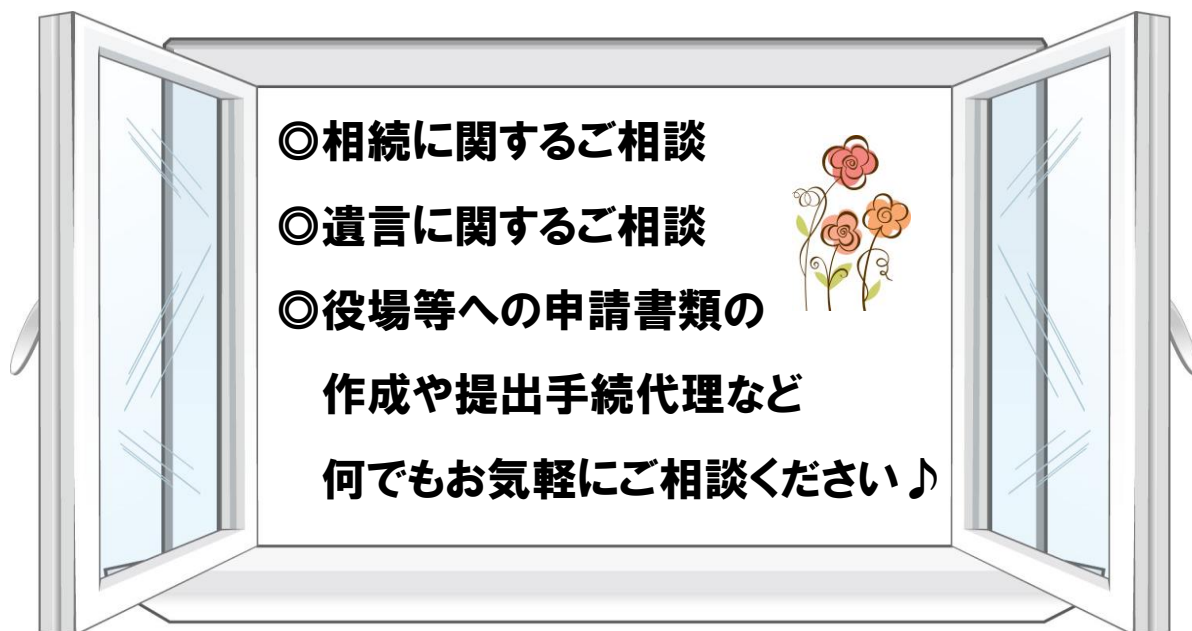 ◎相続に関するご相談
◎遺言に関するご相談
◎役場等への申請書類の
作成や提出手続代理など
何でもお気軽にご相談ください♪